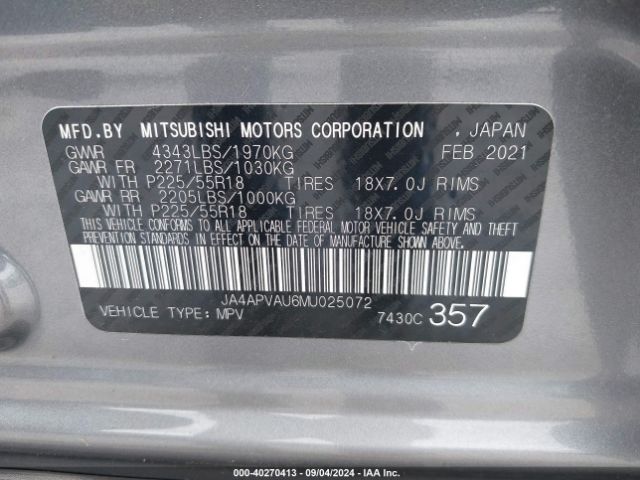 MFD.BY MITSUBISHI MOTORS CORPORATION , JAPAN
GVWR 4343LBS/1970KG FEB 2021
GAWR FR 2271LBS/1030KG
WITH P225/55R18 TIRES 18X7.0J RIMS
GAWR RR 2205LBS/1000KG
WITH P225/55R18 TIRES 18X7.0J RIMS
THIS VEHICLE CONFORMS TO ALL APPLICABLE FEDERAL MOTOR VEHICLE SAFETY AND THEFT
PREVENTION STANDARDS IN EFFECT ON THE DATE OF MANUFACTURE SHOWN ABOVE.
JA4APVAU6MU025072
VEHICLE TYPE: MPV 7430C 357
000-40270413 - 09/04/2024 - IAAI.COM